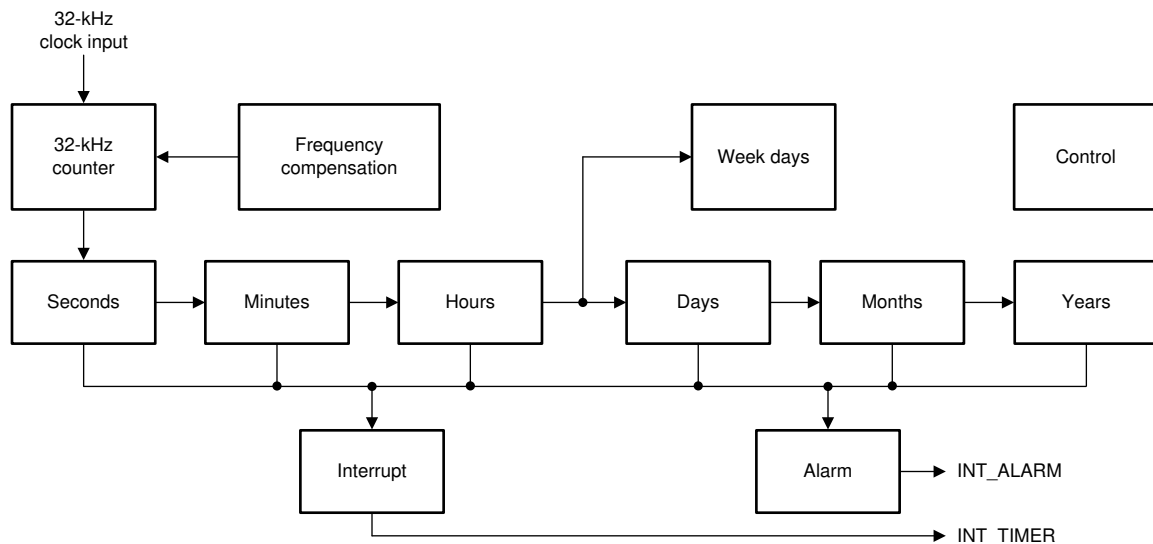 32-kHz
clock input
32-kHz
counter
Frequency
compensation
Week days
Control
Seconds
Minutes
Hours
Days
Months
Years
Interrupt
Alarm
INT_ALARM
INT_TIMER